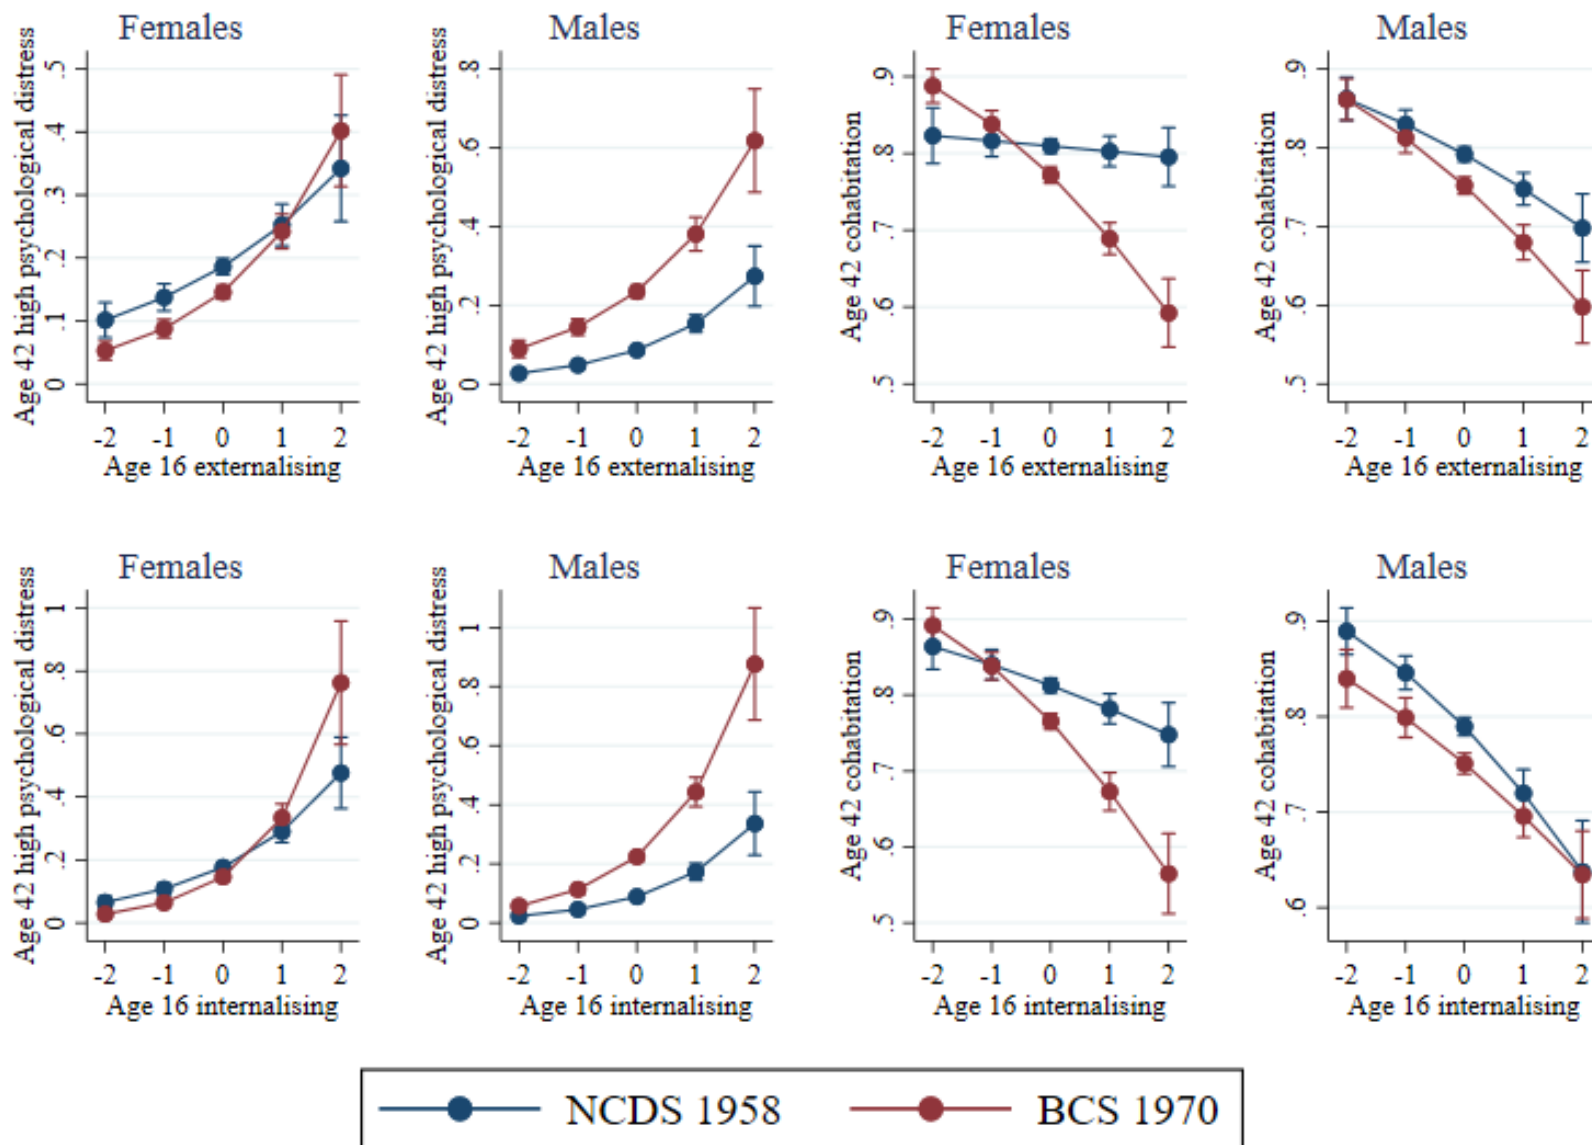 Females
Males
Females
Males
Age 42 high psychological distress
0 .1 .2 .3 .4 .5
-2 -1 0 1 2
Age 16 externalising
Age 42 high psychological distress
0 .2 .4 .6 .8
-2 -1 0 1 2
Age 16 externalising
Age 42 cohabitation
.5 .6 .7 .8 .9
-2 -1 0 1 2
Age 16 externalising
Age 42 cohabitation
.5 .6 .7 .8 .9
-2 -1 0 1 2
Age 16 externalising
Females
Males
Females
Males
Age 42 high psychological distress
0 .2 .4 .6 .8 1
-2 -1 0 1 2
Age 16 internalising
Age 42 high psychological distress
0 .2 .4 .6 .8 1
-2 -1 0 1 2
Age 16 internalising
Age 42 cohabitation
.5 .6 .7 .8 .9
-2 -1 0 1 2
Age 16 internalising
Age 42 cohabitation
.6 .7 .8 .9
-2 -1 0 1 2
Age 16 internalising
NCDS 1958
BCS 1970